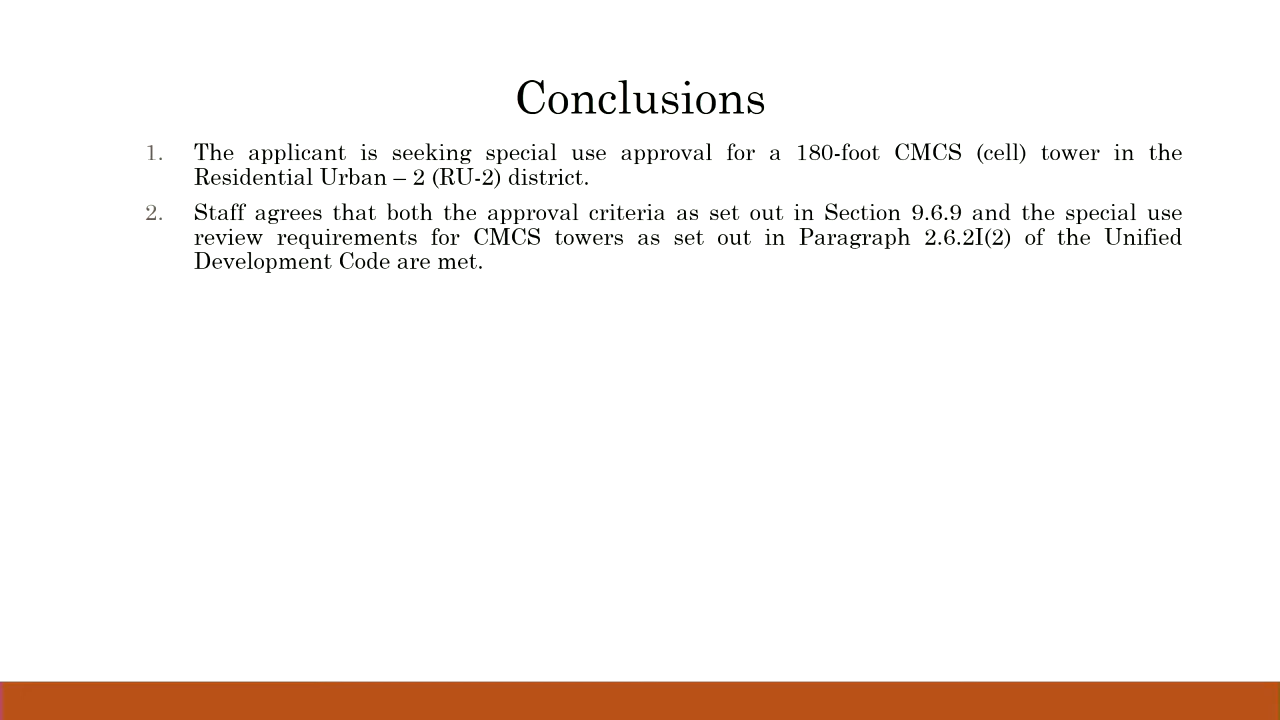 Conclusions
1. The applicant is seeking special use approval for a 180-foot CMCS (cell) tower in the
Residential Urban – 2 (RU-2) district.
2. Staff agrees that both the approval criteria as set out in Section 9.6.9 and the special use
review requirements for CMCS towers as set out in Paragraph 2.6.2I(2) of the Unified
Development Code are met.